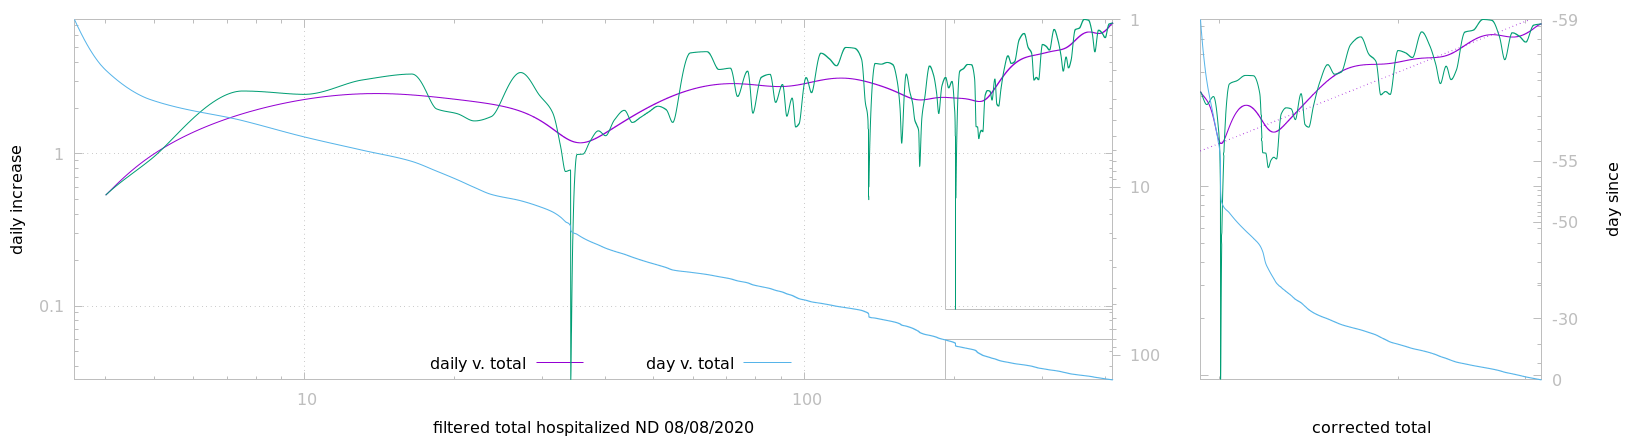 daily increase
1
0.1
10
100
daily v. total
day v. total
filtered total hospitalized ND 08/08/2020
1
10
100
-59
-55
-50
-30
0
day since
corrected total